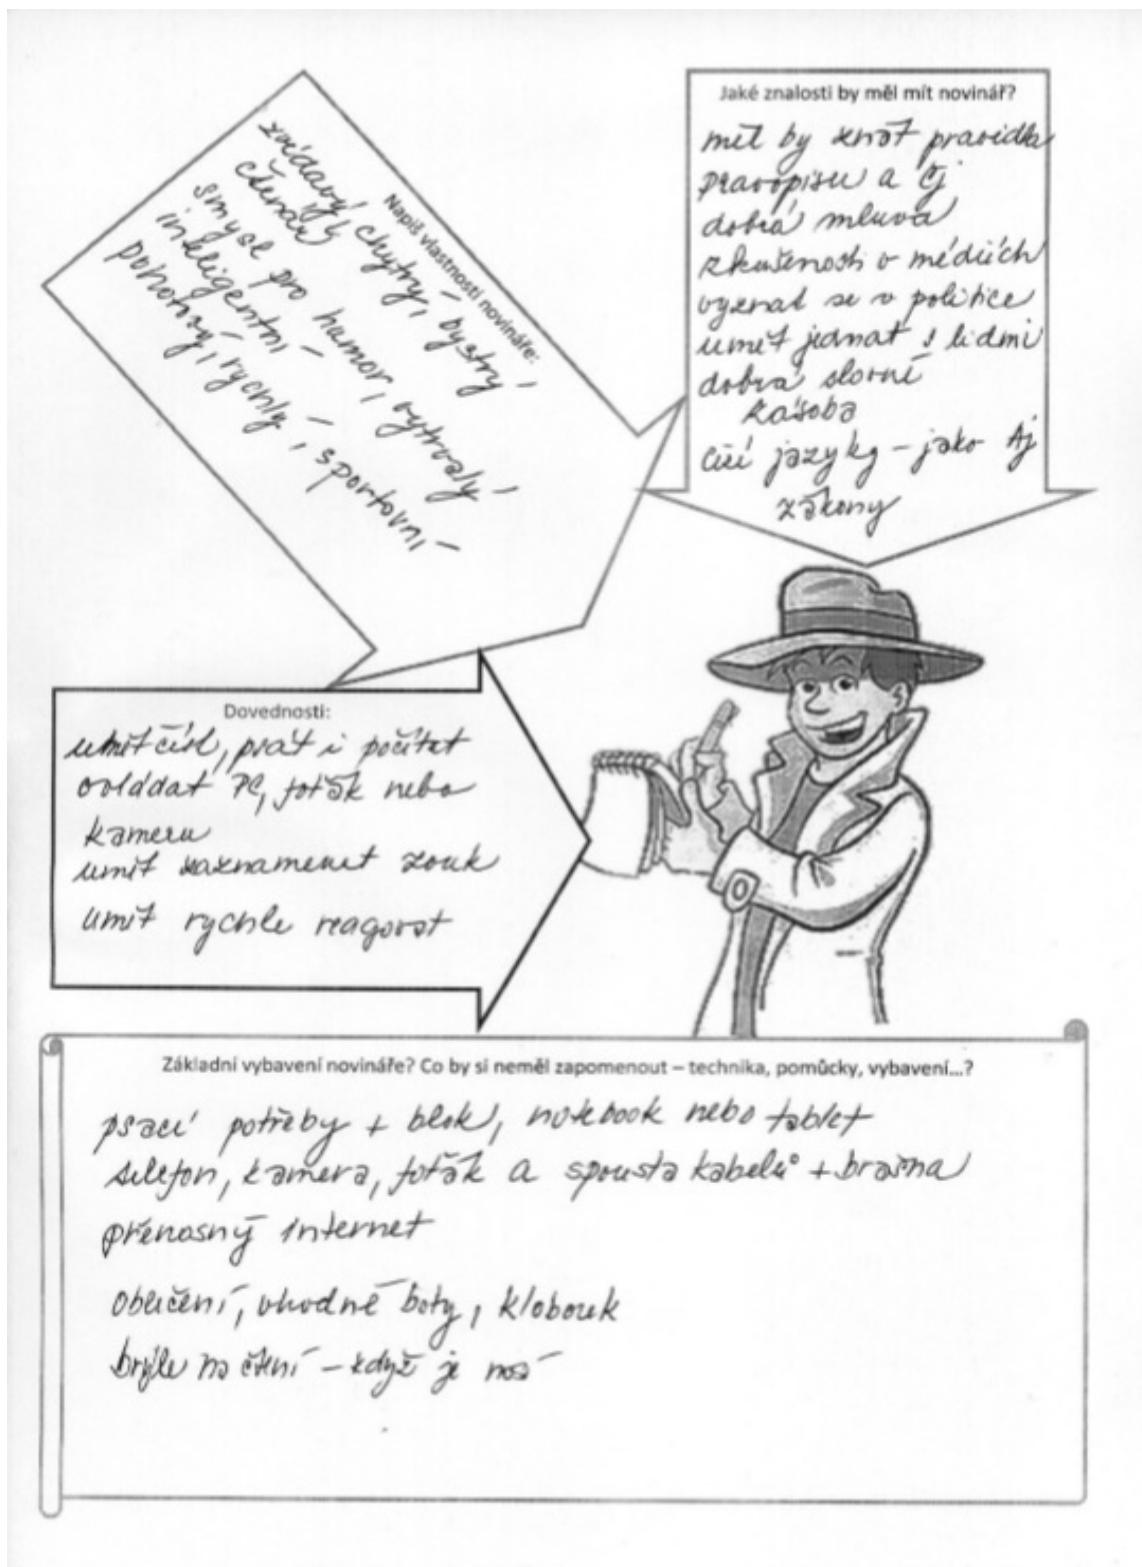 Napiš vlastnosti novináře:
zvídavý, chytrý, bystrý
čtenář
smysl pro humor, vytrvalý
inteligentní
pohotový, rychlý, sportovní
Jaké znalosti by měl mít novinář?
měl by znát pravidla
pravopisu a čj
dobrá mluva
zkušenosti v médiích
vyznat se v politice
umět jednat s lidmi
dobrá slovní
zásoba
cizí jazyky - jako Aj
zákony
Dovednosti:
umět číst, psát i počítat
ovládat PC, foťák nebo
kameru
umět zaznamenat zvuk
umět rychle reagovat
Základní vybavení novináře? Co by si neměl zapomenout – technika, pomůcky, vybavení…?
psací potřeby + blok, notebook nebo tablet
telefon, kamera, foťák a spousta kabelů + brašna
přenosný internet
oblečení, vhodné boty, klobouk
brýle na čtení - když je nosí